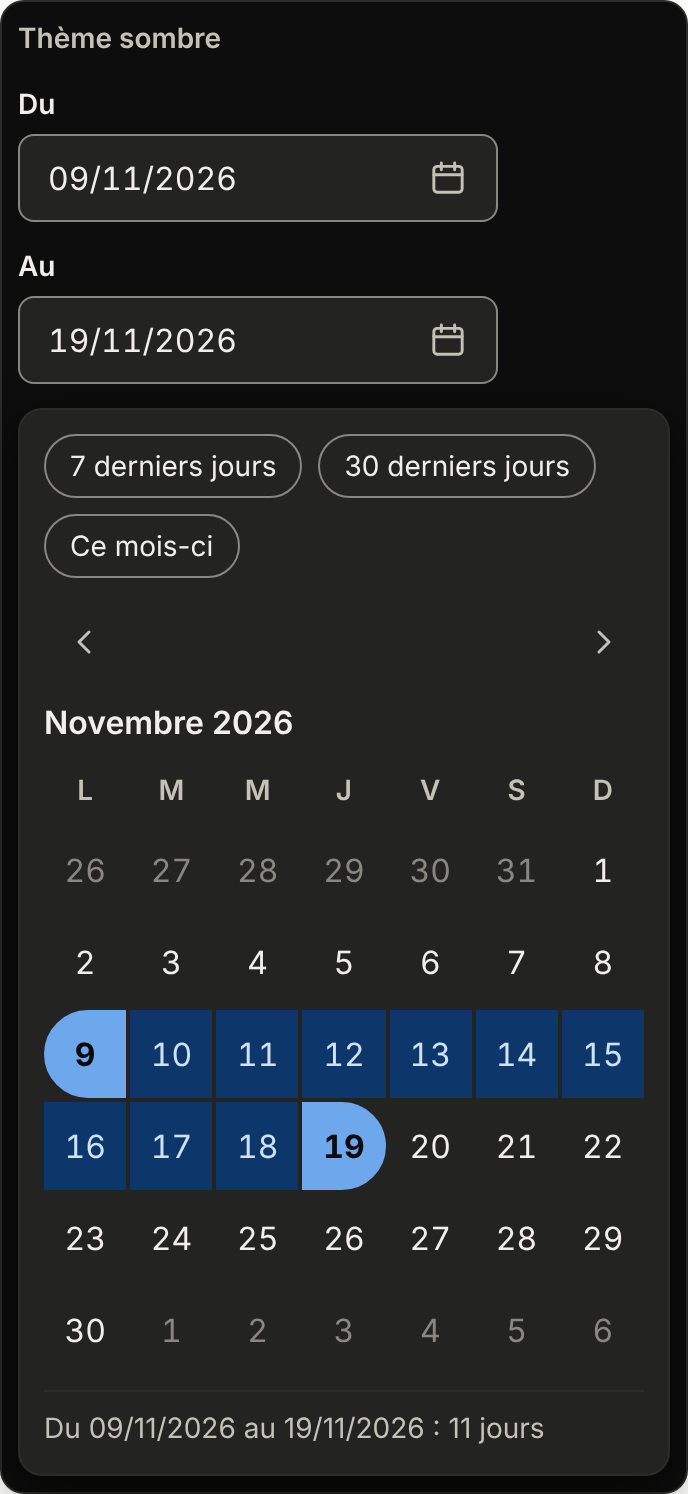 Thème sombre
Du
09/11/2026
Au
19/11/2026
7 derniers jours 30 derniers jours
Ce mois-ci
Novembre 2026
L M M J V S D
26 27 28 29 30 31 1
2 3 4 5 6 7 8
9 10 11 12 13 14 15
16 17 18 19 20 21 22
23 24 25 26 27 28 29
30 1 2 3 4 5 6
Du 09/11/2026 au 19/11/2026 : 11 jours